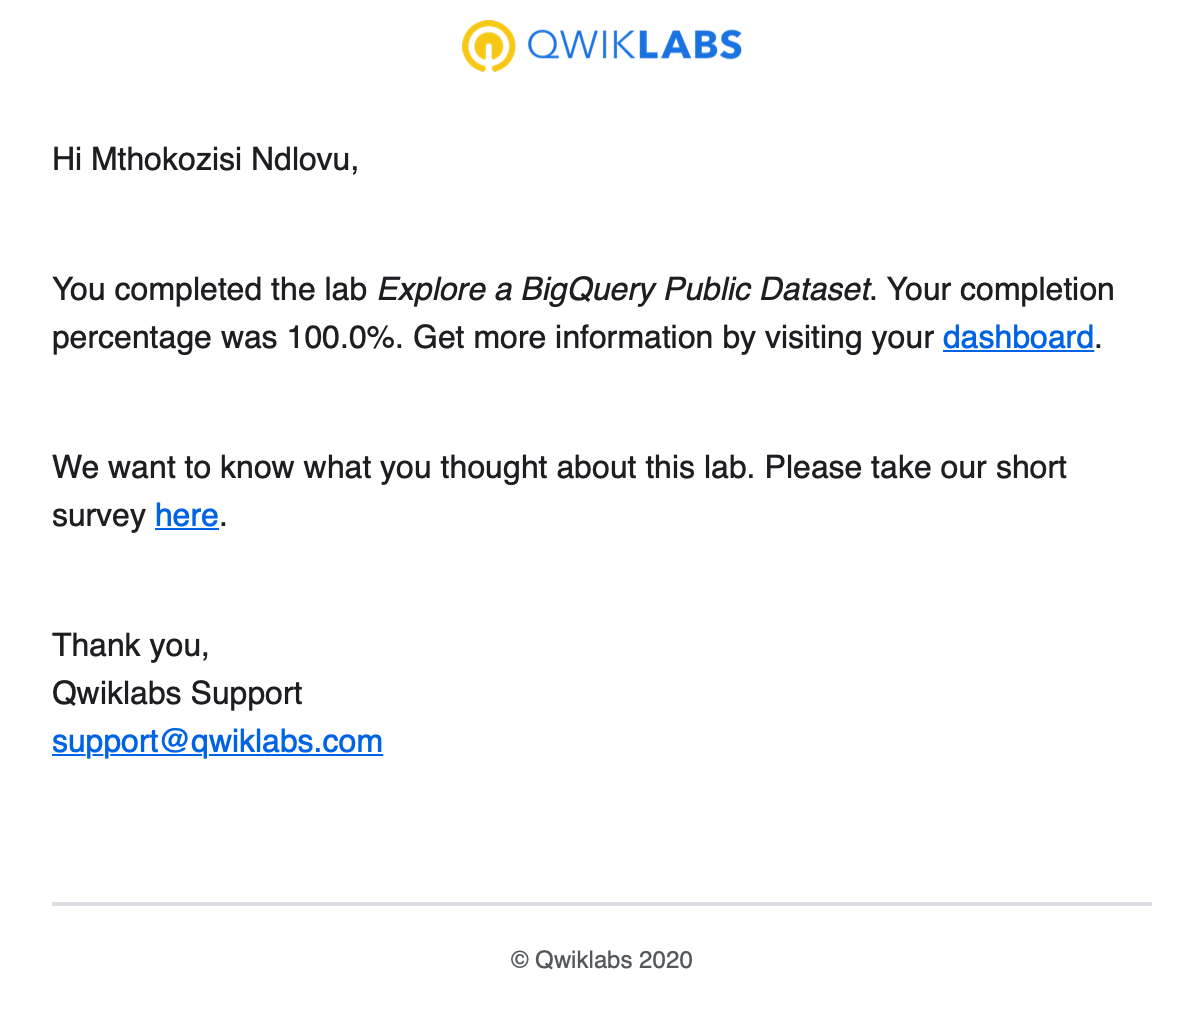 QWIKLABS
Hi Mthokozisi Ndlovu,
You completed the lab Explore a BigQuery Public Dataset. Your completion
percentage was 100.0%. Get more information by visiting your dashboard.
We want to know what you thought about this lab. Please take our short
survey here.
Thank you,
Qwiklabs Support
support@qwiklabs.com
© Qwiklabs 2020